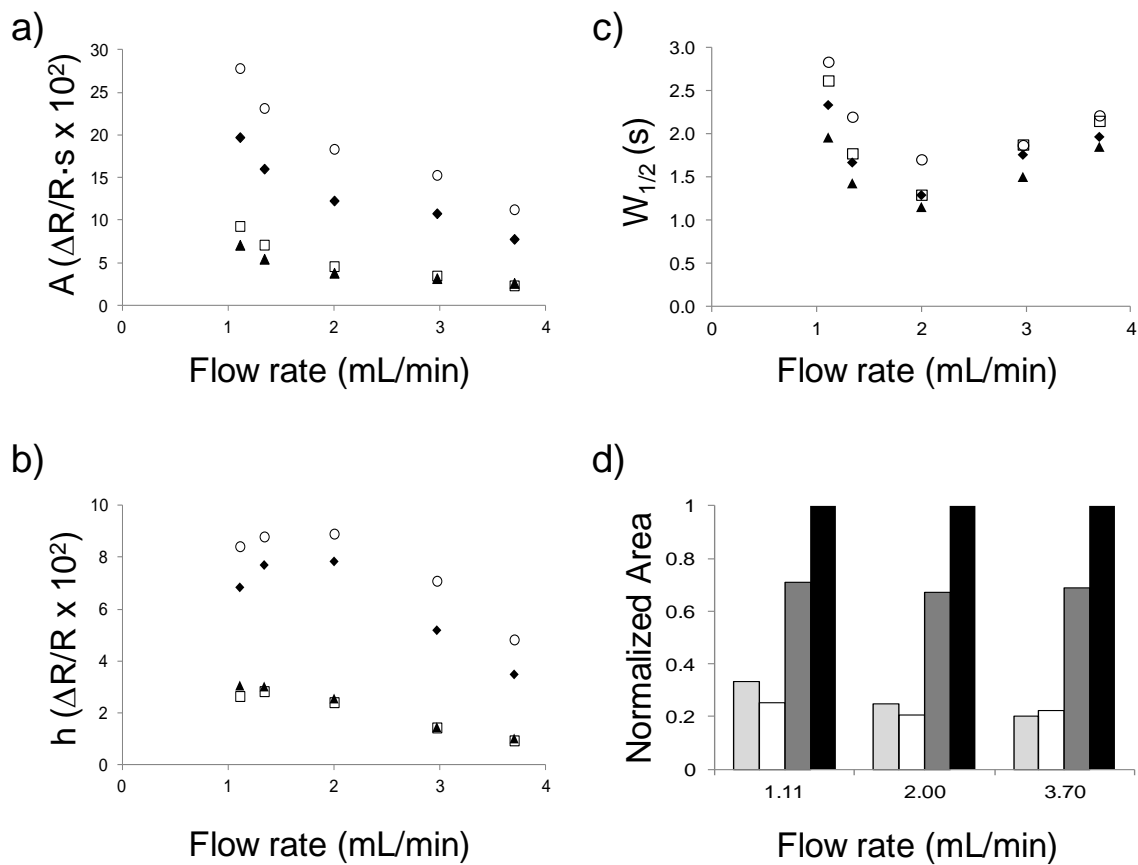 a)
A (ΔR/R·s x 10²)
30
25
20
15
10
5
0
0 1 2 3 4
Flow rate (mL/min)
b)
h (ΔR/R x 10²)
10
8
6
4
2
0
0 1 2 3 4
Flow rate (mL/min)
c)
W₁/₂ (s)
3.0
2.5
2.0
1.5
1.0
0.5
0.0
0 1 2 3 4
Flow rate (mL/min)
d)
Normalized Area
1
0.8
0.6
0.4
0.2
0
1.11 2.00 3.70
Flow rate (mL/min)